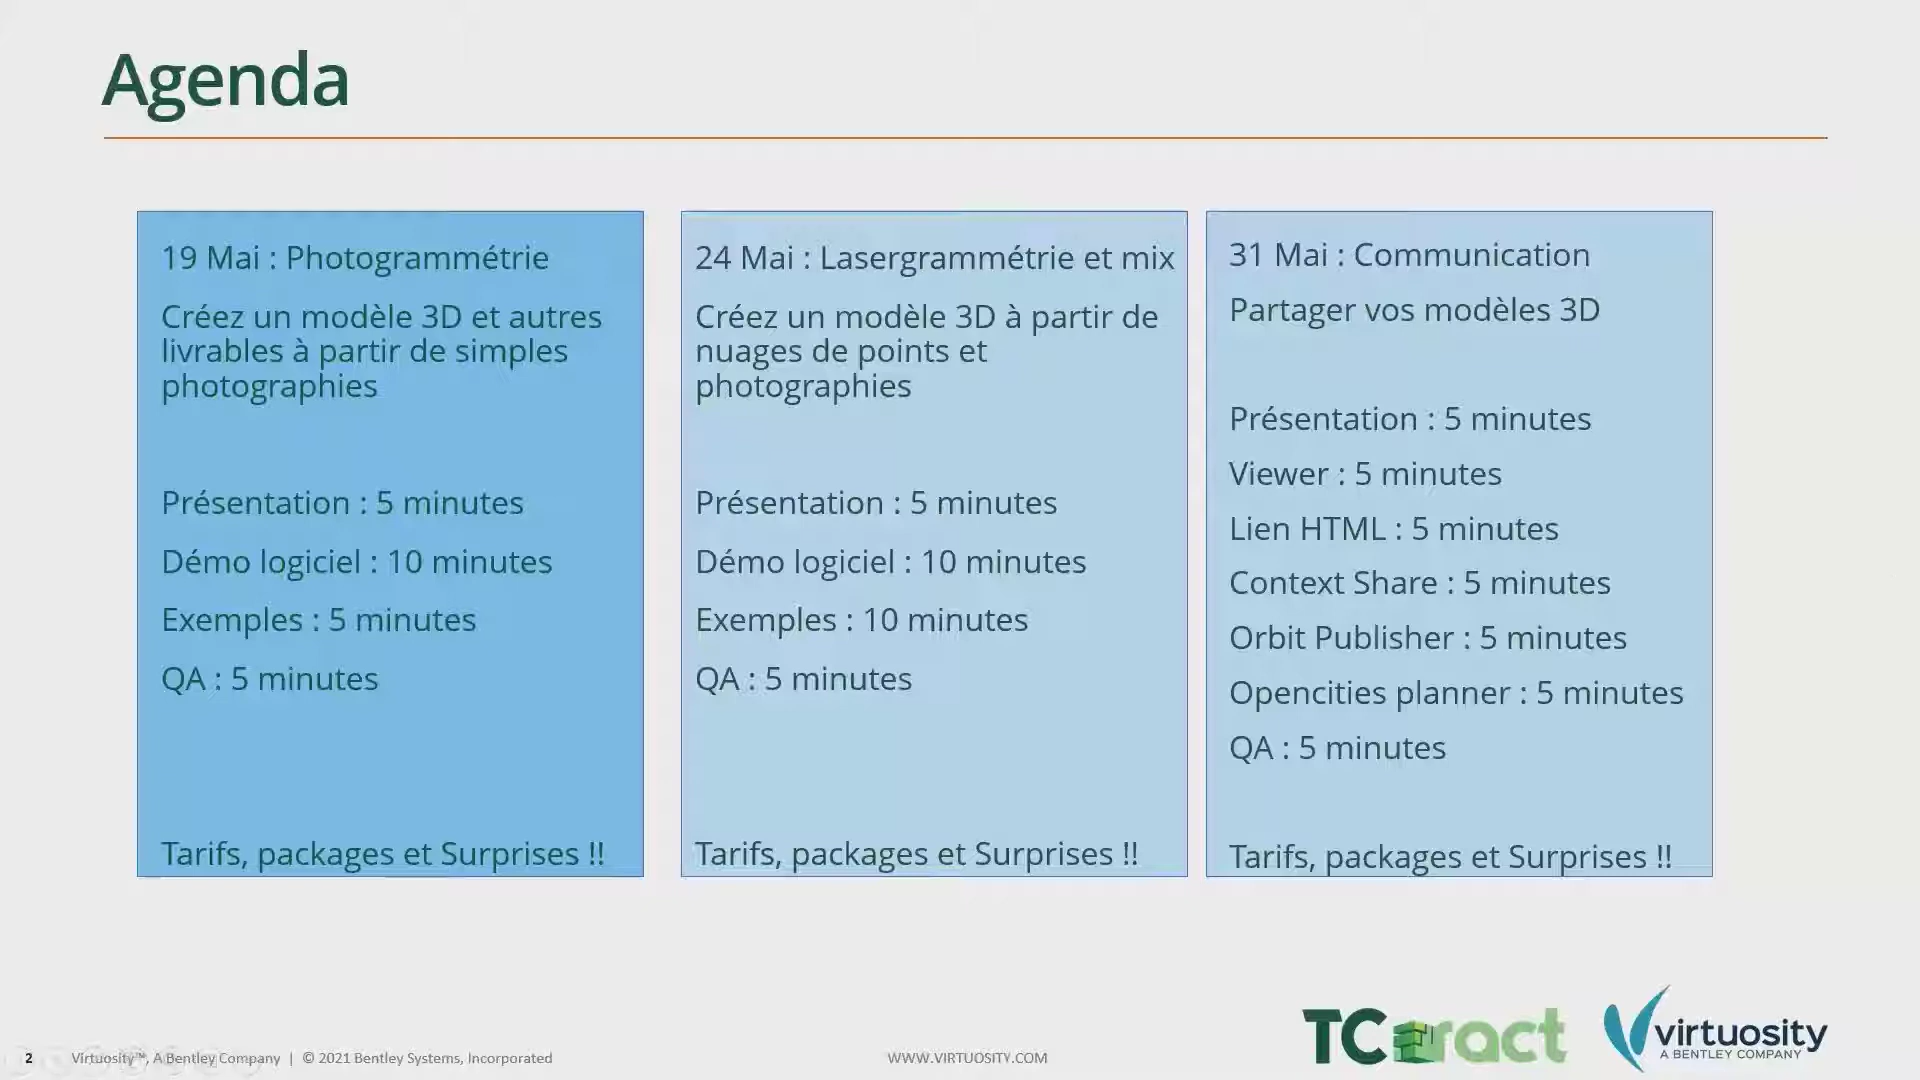 Agenda
19 Mai : Photogrammétrie
Créez un modèle 3D et autres
livrables à partir de simples
photographies
Présentation : 5 minutes
Démo logiciel : 10 minutes
Exemples : 5 minutes
QA : 5 minutes
Tarifs, packages et Surprises !!
24 Mai : Lasergrammétrie et mix
Créez un modèle 3D à partir de
nuages de points et
photographies
Présentation : 5 minutes
Démo logiciel : 10 minutes
Exemples : 10 minutes
QA : 5 minutes
Tarifs, packages et Surprises !!
31 Mai : Communication
Partager vos modèles 3D
Présentation : 5 minutes
Viewer : 5 minutes
Lien HTML : 5 minutes
Context Share : 5 minutes
Orbit Publisher : 5 minutes
Opencities planner : 5 minutes
QA : 5 minutes
Tarifs, packages et Surprises !!
2 Virtuosity™, A Bentley Company | © 2021 Bentley Systems, Incorporated
WWW.VIRTUOSITY.COM
TCract
virtuosity
A BENTLEY COMPANY